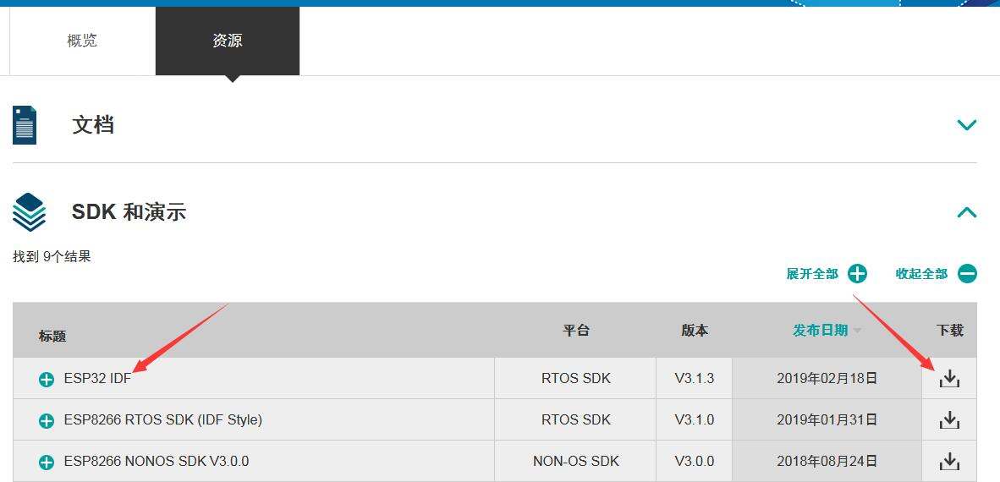 概览
资源
文档
SDK 和演示
找到 9个结果
展开全部 收起全部
标题 平台 版本 发布日期 下载
ESP32 IDF RTOS SDK V3.1.3 2019年02月18日
ESP8266 RTOS SDK (IDF Style) RTOS SDK V3.1.0 2019年01月31日
ESP8266 NONOS SDK V3.0.0 NON-OS SDK V3.0.0 2018年08月24日